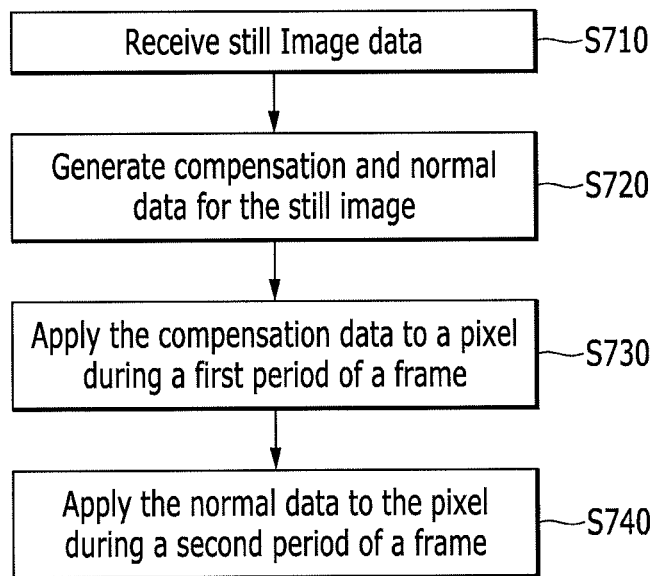 Receive still Image data
S710
Generate compensation and normal
data for the still image
S720
Apply the compensation data to a pixel
during a first period of a frame
S730
Apply the normal data to the pixel
during a second period of a frame
S740